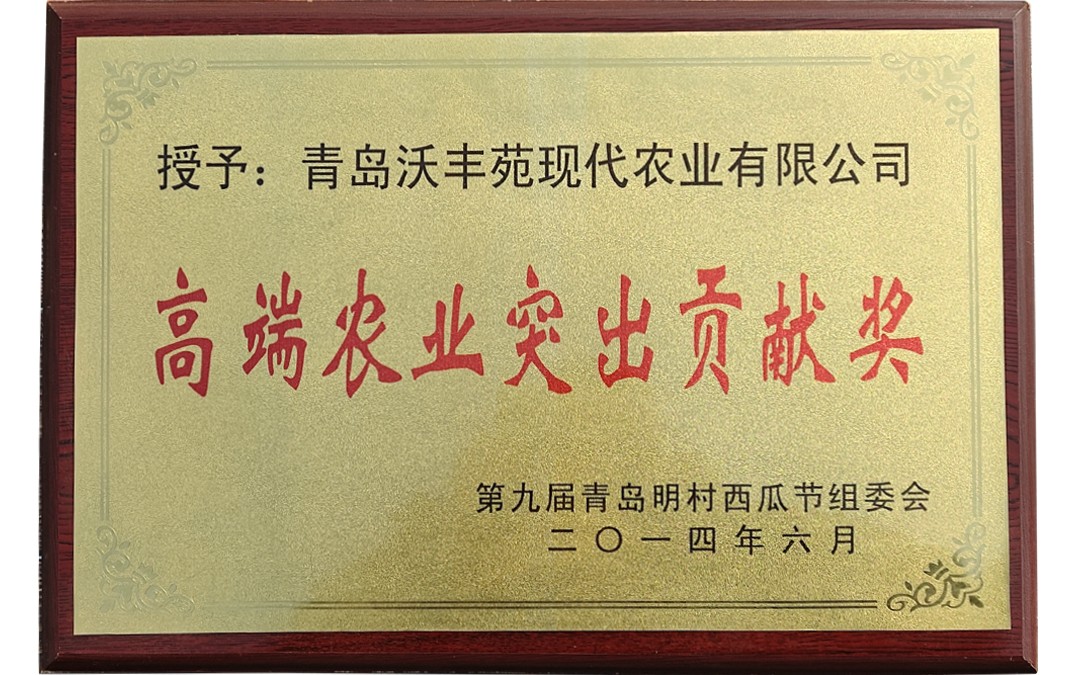 授予：青岛沃丰苑现代农业有限公司
高端农业突出贡献奖
第九届青岛明村西瓜节组委会
二〇一四年六月